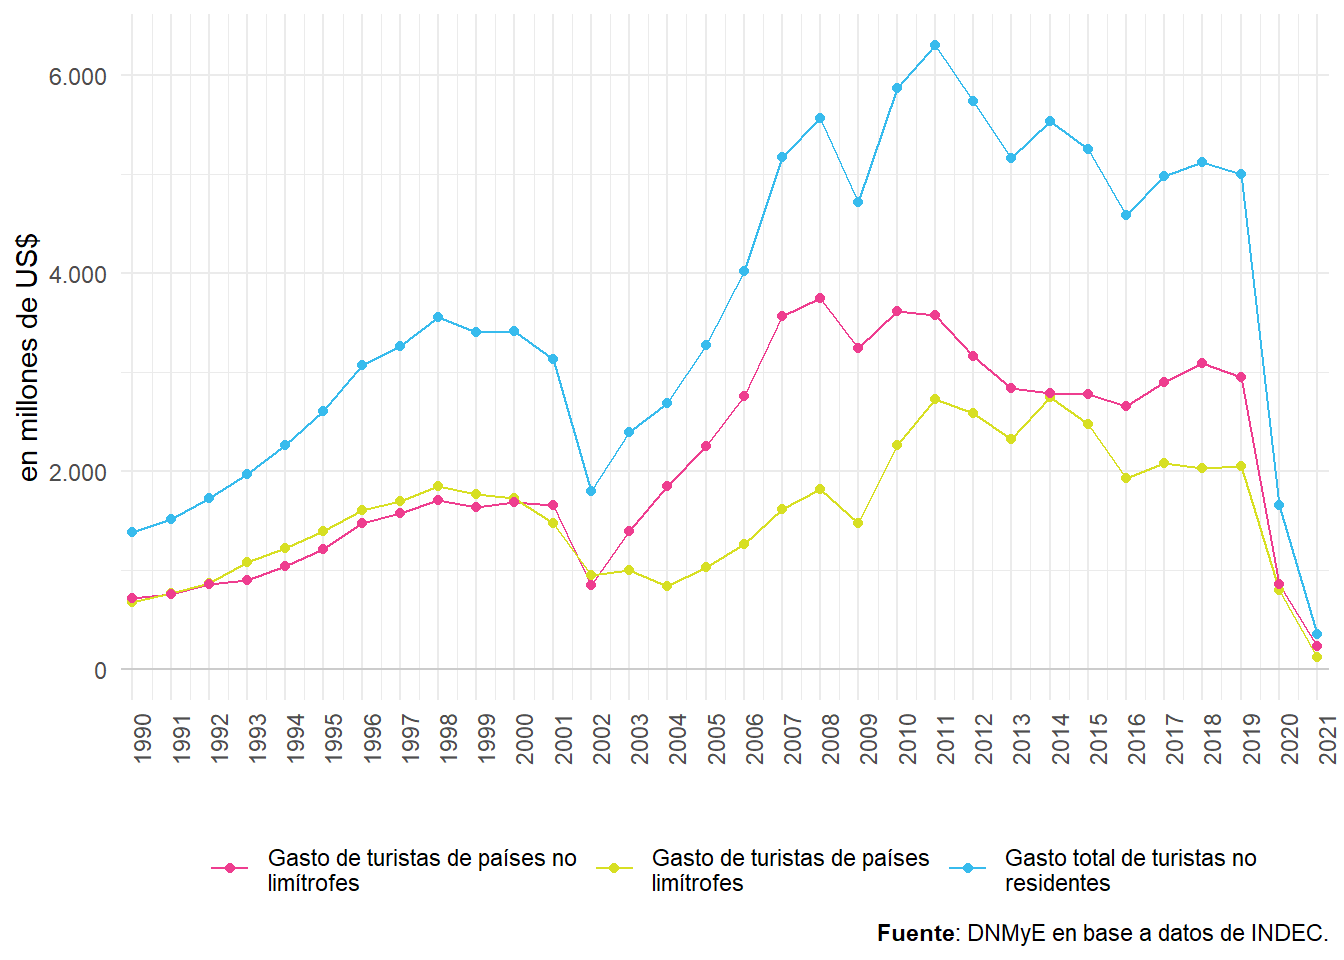 en millones de US$
6.000
4.000
2.000
0
1990 1991 1992 1993 1994 1995 1996 1997 1998 1999 2000 2001 2002 2003 2004 2005 2006 2007 2008 2009 2010 2011 2012 2013 2014 2015 2016 2017 2018 2019 2020 2021
Gasto de turistas de países no
limítrofes
Gasto de turistas de países
limítrofes
Gasto total de turistas no
residentes
Fuente: DNMyE en base a datos de INDEC.